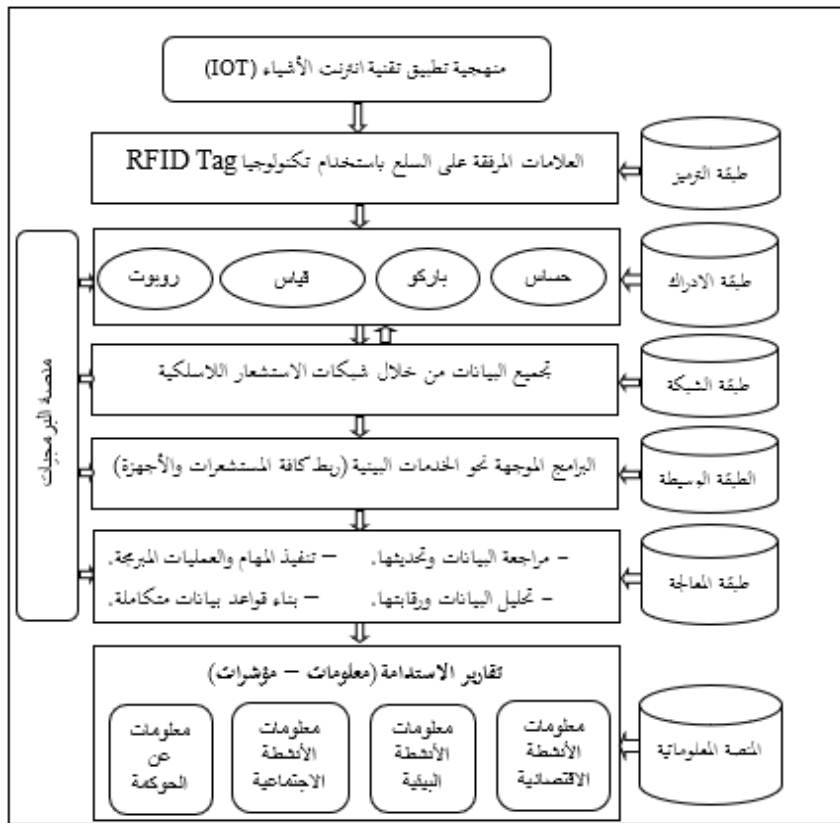 منهجية تطبيق تقنية انترنت الأشياء (IOT)
العلامات المرفقة على السلع باستخدام تكنولوجيا RFID Tag
طبقة الترميز
حساس
باركو
قياس
روبوت
طبقة الادراك
تجميع البيانات من خلال شبكات الاستشعار اللاسلكية
طبقة الشبكة
البرامج الموجهة نحو الخدمات البينية (ربط كافة المستشعرات والأجهزة)
الطبقة الوسيطة
منصة البرمجيات
– مراجعة البيانات وتحديثها. – تنفيذ المهام والعمليات المبرمجة.
– تحليل البيانات ورقابتها. – بناء قواعد بيانات متكاملة.
طبقة المعالجة
تقارير الاستدامة (معلومات – مؤشرات)
معلومات
الأنشطة
الاقتصادية
معلومات
الأنشطة
البيئية
معلومات
الأنشطة
الاجتماعية
معلومات
عن
الحوكمة
المنصة المعلوماتية